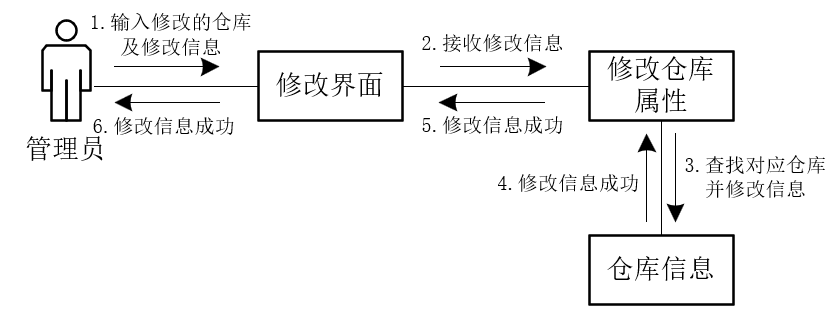 1.输入修改的仓库
及修改信息
2.接收修改信息
修改界面
修改仓库
属性
6.修改信息成功
5.修改信息成功
管理员
3.查找对应仓库
并修改信息
4.修改信息成功
仓库信息